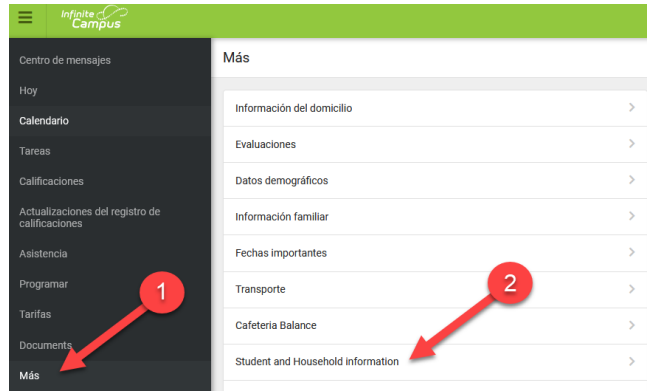 Infinite
Campus
Centro de mensajes
Hoy
Calendario
Tareas
Calificaciones
Actualizaciones del registro de
calificaciones
Asistencia
Programar
Tarifas
Documents
Más
1
Más
Información del domicilio
Evaluaciones
Datos demográficos
Información familiar
Fechas importantes
Transporte
Cafeteria Balance
Student and Household information
2